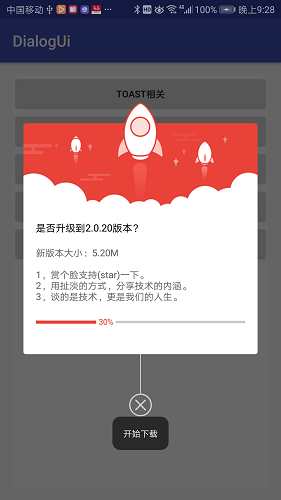 中国移动 100% 晚上9:28
DialogUi
TOAST相关
是否升级到2.0.20版本?
新版本大小：5.20M
1，赏个脸支持(star)一下。
2，用扯淡的方式，分享技术的内涵。
3，谈的是技术，更是我们的人生。
30%
开始下载